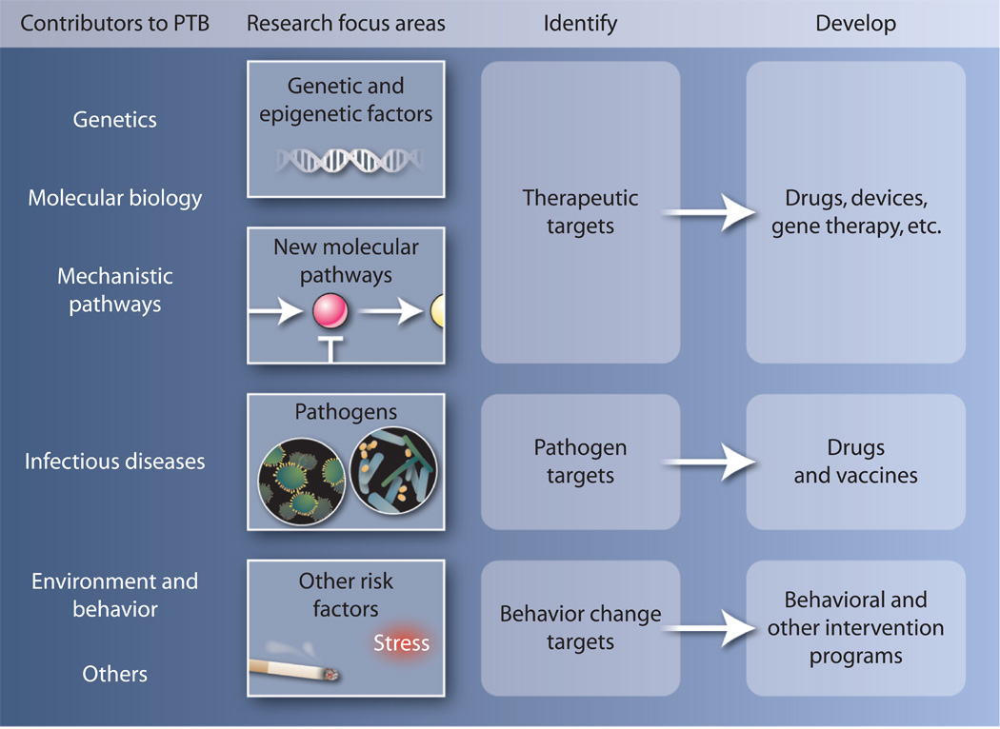 Contributors to PTB
Research focus areas
Identify
Develop
Genetics
Molecular biology
Mechanistic
pathways
Infectious diseases
Environment and
behavior
Others
Genetic and
epigenetic factors
New molecular
pathways
Pathogens
Other risk
factors
Stress
Therapeutic
targets
Pathogen
targets
Behavior change
targets
Drugs, devices,
gene therapy, etc.
Drugs
and vaccines
Behavioral and
other intervention
programs